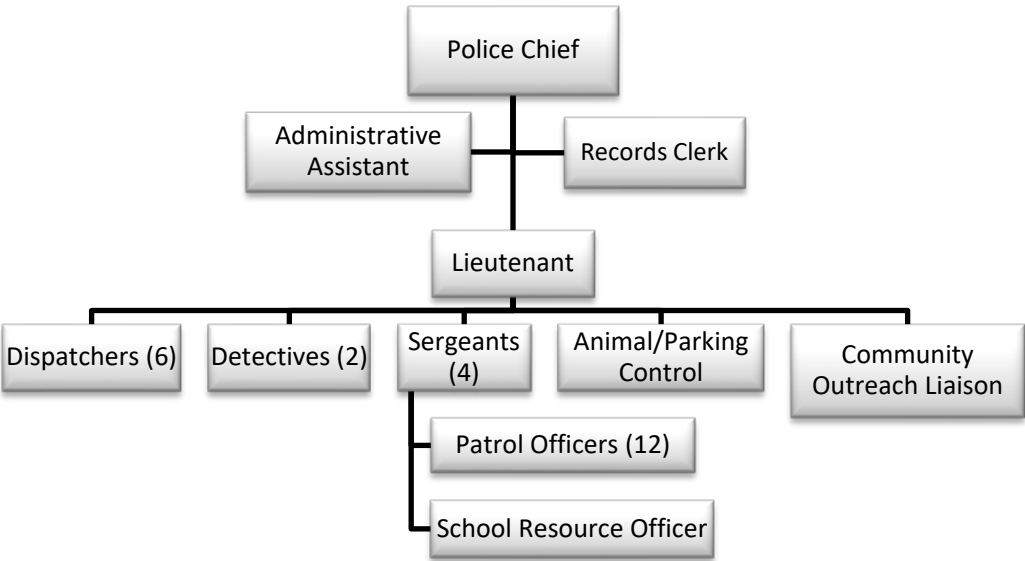 Police Chief
Administrative
Assistant
Records Clerk
Lieutenant
Dispatchers (6)
Detectives (2)
Sergeants
(4)
Animal/Parking
Control
Community
Outreach Liaison
Patrol Officers (12)
School Resource Officer